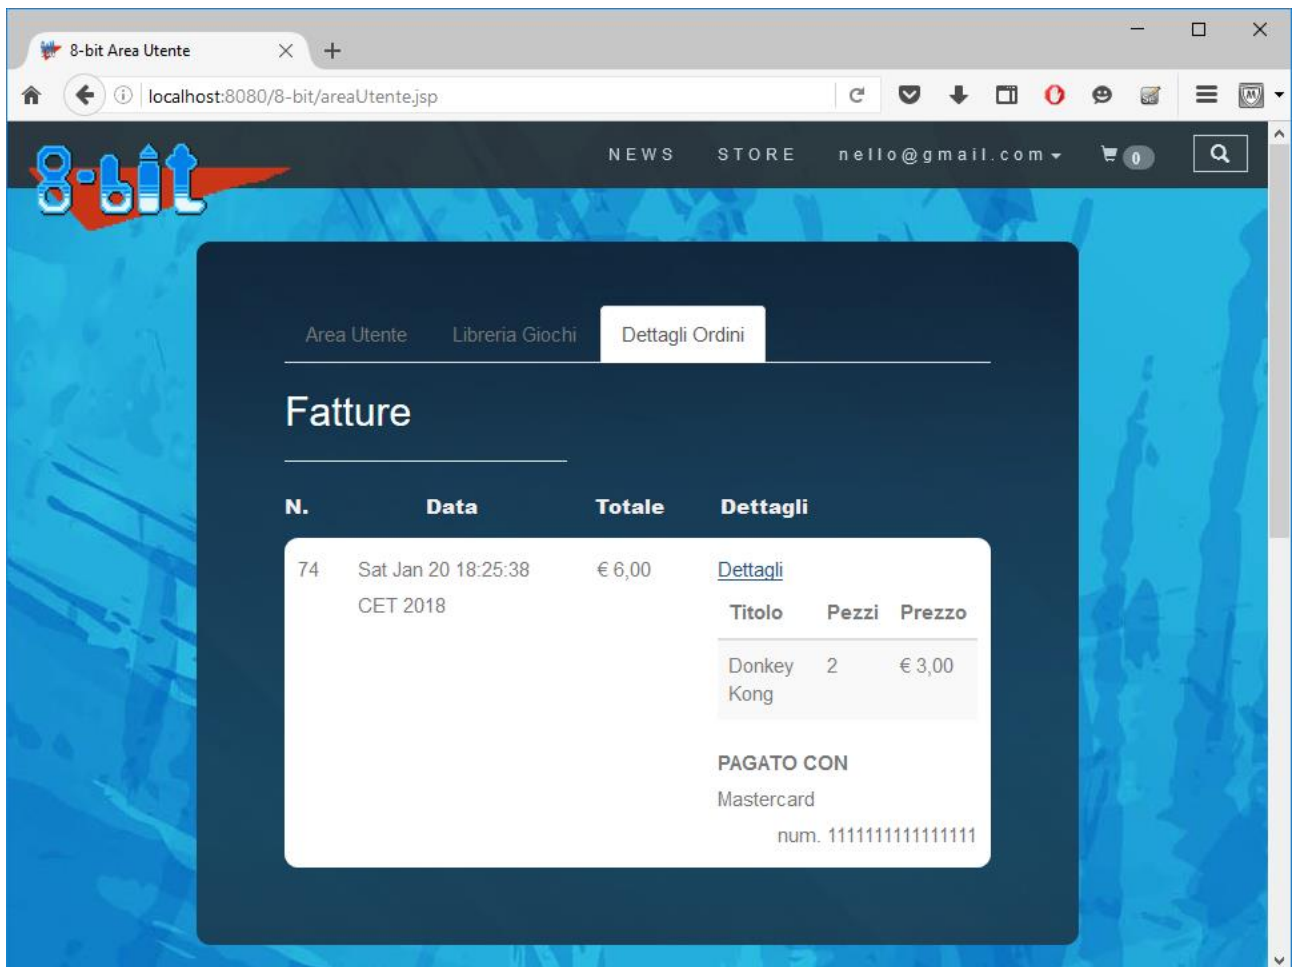 8-bit Area Utente
localhost:8080/8-bit/areaUtente.jsp
8-bit
NEWS STORE nello@gmail.com 0
Area Utente Libreria Giochi Dettagli Ordini
Fatture
N. Data Totale Dettagli
74 Sat Jan 20 18:25:38 € 6,00 Dettagli
CET 2018
Titolo Pezzi Prezzo
Donkey 2 € 3,00
Kong
PAGATO CON
Mastercard
num. 1111111111111111